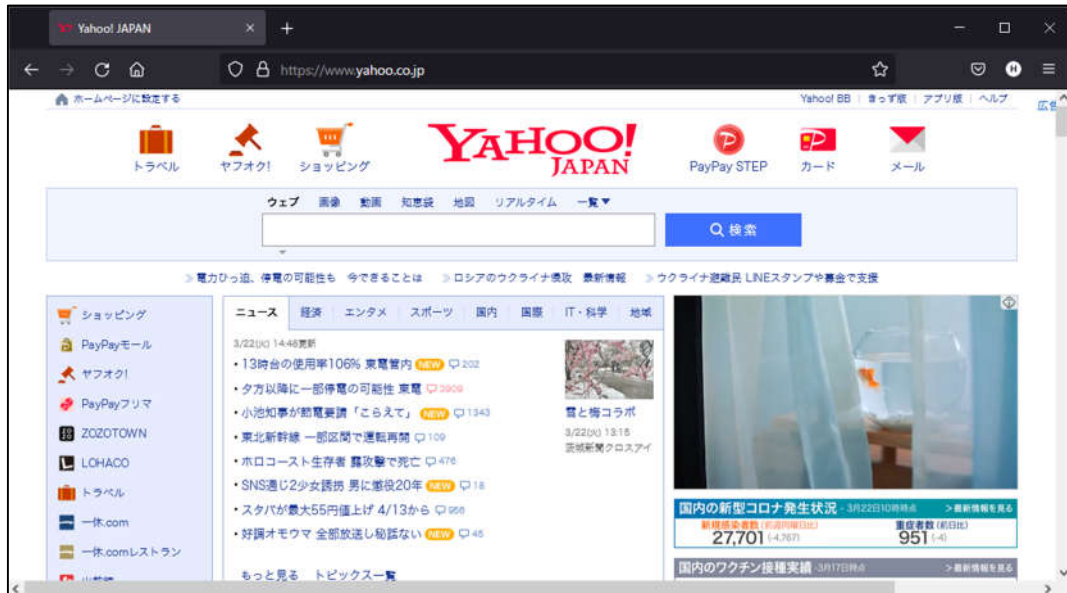 Yahoo! JAPAN
https://www.yahoo.co.jp
ホームページに設定する
Yahoo! BB きっず版 アプリ版 ヘルプ
広告
トラベル ヤフオク! ショッピング YAHOO! JAPAN PayPay STEP カード メール
ウェブ 画像 動画 知恵袋 地図 リアルタイム 一覧▼
検索
電力ひっ迫、停電の可能性も 今できることは ロシアのウクライナ侵攻 最新情報 ウクライナ避難民 LINEスタンプや募金で支援
ショッピング
PayPayモール
ヤフオク!
PayPayフリマ
ZOZOTOWN
LOHACO
トラベル
一休.com
一休.comレストラン
ニュース 経済 エンタメ スポーツ 国内 国際 IT・科学 地域
3/22(火) 14:46更新
・13時台の使用率106% 東電管内 NEW 202
・夕方以降に一部停電の可能性 東電 3909
・小池知事が節電要請「こらえて」 NEW 1343
・東北新幹線 一部区間で運転再開 109
・ホロコースト生存者 露攻撃で死亡 476
・SNS通じ2少女誘拐 男に懲役20年 NEW 18
・スタバが最大55円値上げ 4/13から 956
・好調オモウマ 全部放送し秘話ない NEW 45
もっと見る トピックス一覧
雪と梅コラボ
3/22(火) 13:15
茨城新聞クロスアイ
国内の新型コロナ発生状況 - 3月22日10時時点 >最新情報を見る
新規感染者数(前週同曜日比) 重症者数(前日比)
27,701 (-4,767) 951 (-4)
国内のワクチン接種実績 -3月17日時点 >最新情報を見る